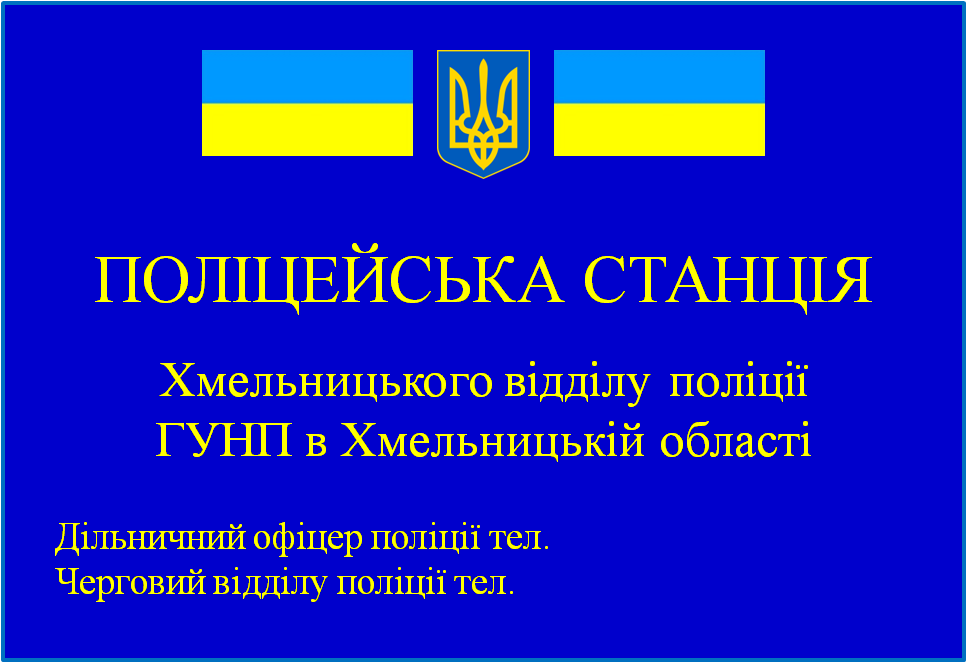 ПОЛІЦЕЙСЬКА СТАНЦІЯ
Хмельницького відділу поліції
ГУНП в Хмельницькій області
Дільничний офіцер поліції тел.
Черговий відділу поліції тел.